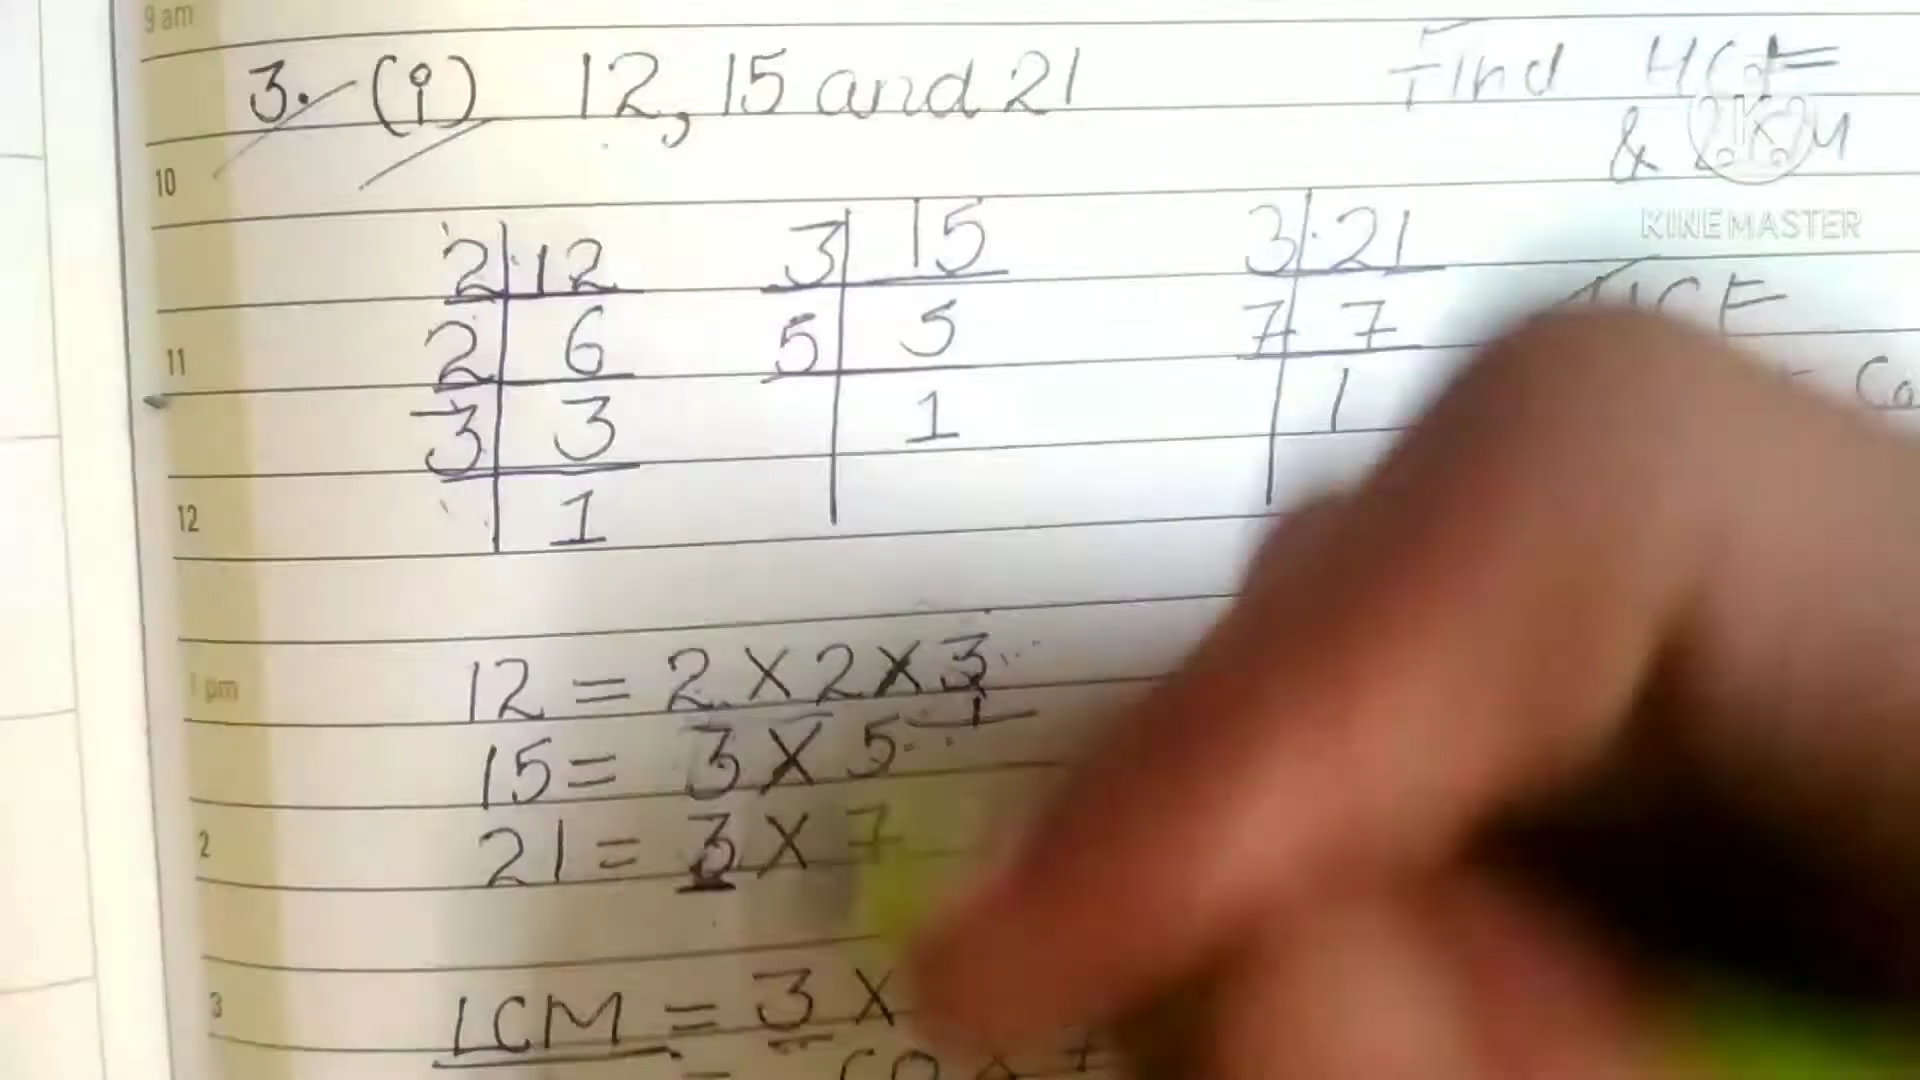 9 am
3. (i) 12, 15 and 21
Find HCF
&
10
KINEMASTER
2 12
3 15
3 21
HCF
2 6
5 5
7 7
11
3 3
1
1
12
1
1 pm
12 = 2 X 2 X 3
15 = 3 X 5
2
21 = 3 X 7
3
LCM = 3 X
=